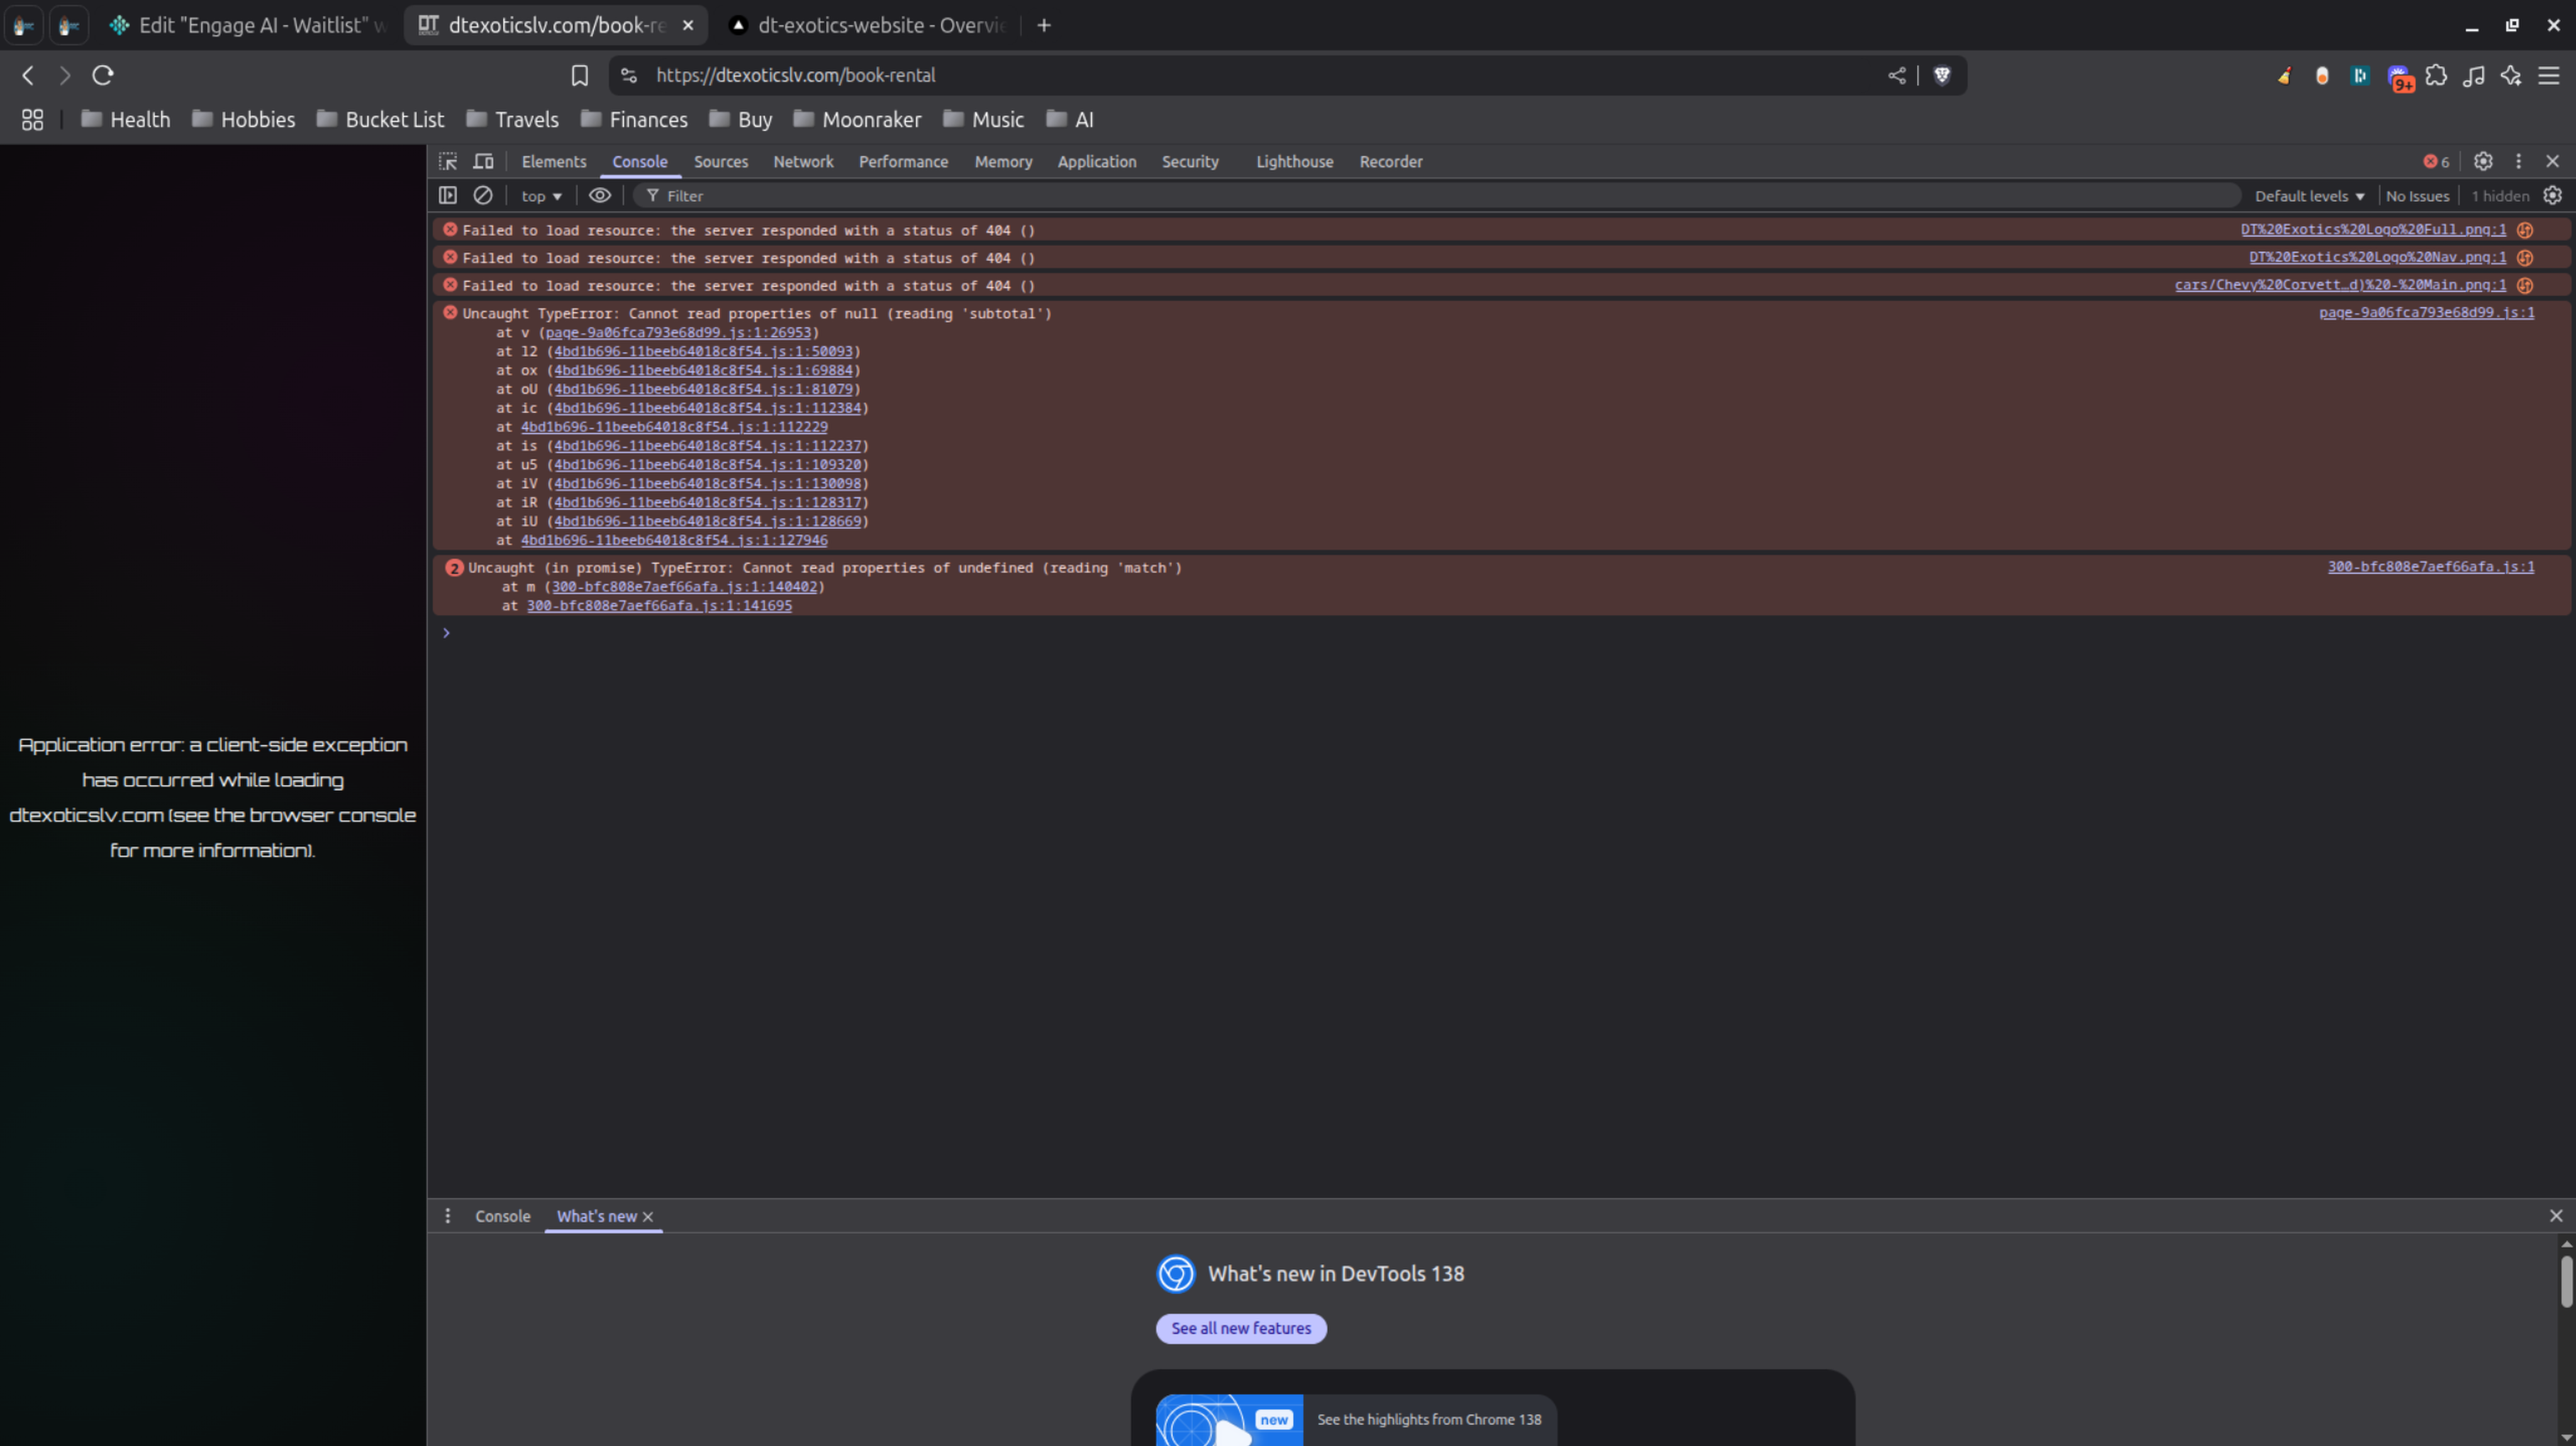 Edit "Engage AI - Waitlist" w
dtexoticslv.com/book-re
dt-exotics-website - Overvie
https://dtexoticslv.com/book-rental
9+
Health
Hobbies
Bucket List
Travels
Finances
Buy
Moonraker
Music
AI
Elements
Console
Sources
Network
Performance
Memory
Application
Security
Lighthouse
Recorder
6
top
Filter
Default levels
No Issues
1 hidden
Failed to load resource: the server responded with a status of 404 () DT%20Exotics%20Logo%20Full.png:1
Failed to load resource: the server responded with a status of 404 () DT%20Exotics%20Logo%20Nav.png:1
Failed to load resource: the server responded with a status of 404 () cars/Chevy%20Corvett…d)%20-%20Main.png:1
Uncaught TypeError: Cannot read properties of null (reading 'subtotal') page-9a06fca793e68d99.js:1
at v (page-9a06fca793e68d99.js:1:26953)
at l2 (4bd1b696-11beeb64018c8f54.js:1:50093)
at ox (4bd1b696-11beeb64018c8f54.js:1:69884)
at oU (4bd1b696-11beeb64018c8f54.js:1:81079)
at ic (4bd1b696-11beeb64018c8f54.js:1:112384)
at 4bd1b696-11beeb64018c8f54.js:1:112229
at is (4bd1b696-11beeb64018c8f54.js:1:112237)
at u5 (4bd1b696-11beeb64018c8f54.js:1:109320)
at iV (4bd1b696-11beeb64018c8f54.js:1:130098)
at iR (4bd1b696-11beeb64018c8f54.js:1:128317)
at iU (4bd1b696-11beeb64018c8f54.js:1:128669)
at 4bd1b696-11beeb64018c8f54.js:1:127946
2 Uncaught (in promise) TypeError: Cannot read properties of undefined (reading 'match') 300-bfc808e7aef66afa.js:1
at m (300-bfc808e7aef66afa.js:1:140402)
at 300-bfc808e7aef66afa.js:1:141695
Application error: a client-side exception
has occurred while loading
dtexoticslv.com (see the browser console
for more information).
Console
What's new
What's new in DevTools 138
See all new features
new
See the highlights from Chrome 138